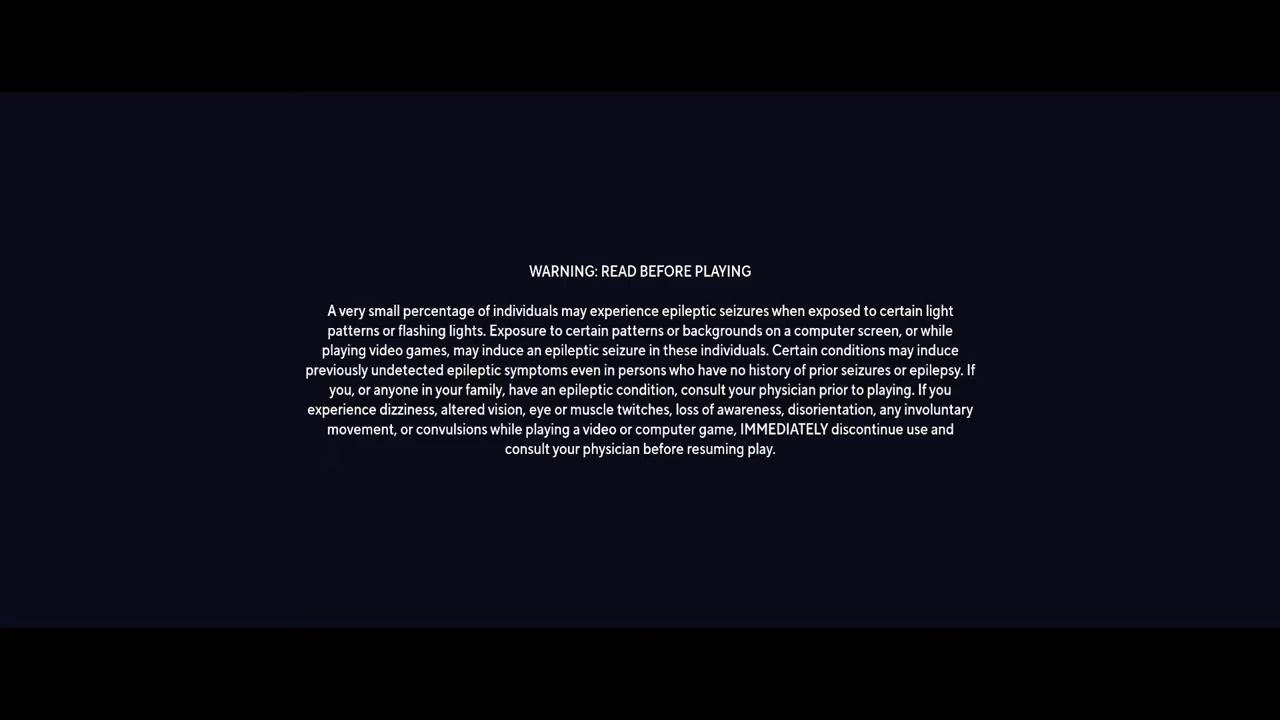 WARNING: READ BEFORE PLAYING
A very small percentage of individuals may experience epileptic seizures when exposed to certain light
patterns or flashing lights. Exposure to certain patterns or backgrounds on a computer screen, or while
playing video games, may induce an epileptic seizure in these individuals. Certain conditions may induce
previously undetected epileptic symptoms even in persons who have no history of prior seizures or epilepsy. If
you, or anyone in your family, have an epileptic condition, consult your physician prior to playing. If you
experience dizziness, altered vision, eye or muscle twitches, loss of awareness, disorientation, any involuntary
movement, or convulsions while playing a video or computer game, IMMEDIATELY discontinue use and
consult your physician before resuming play.